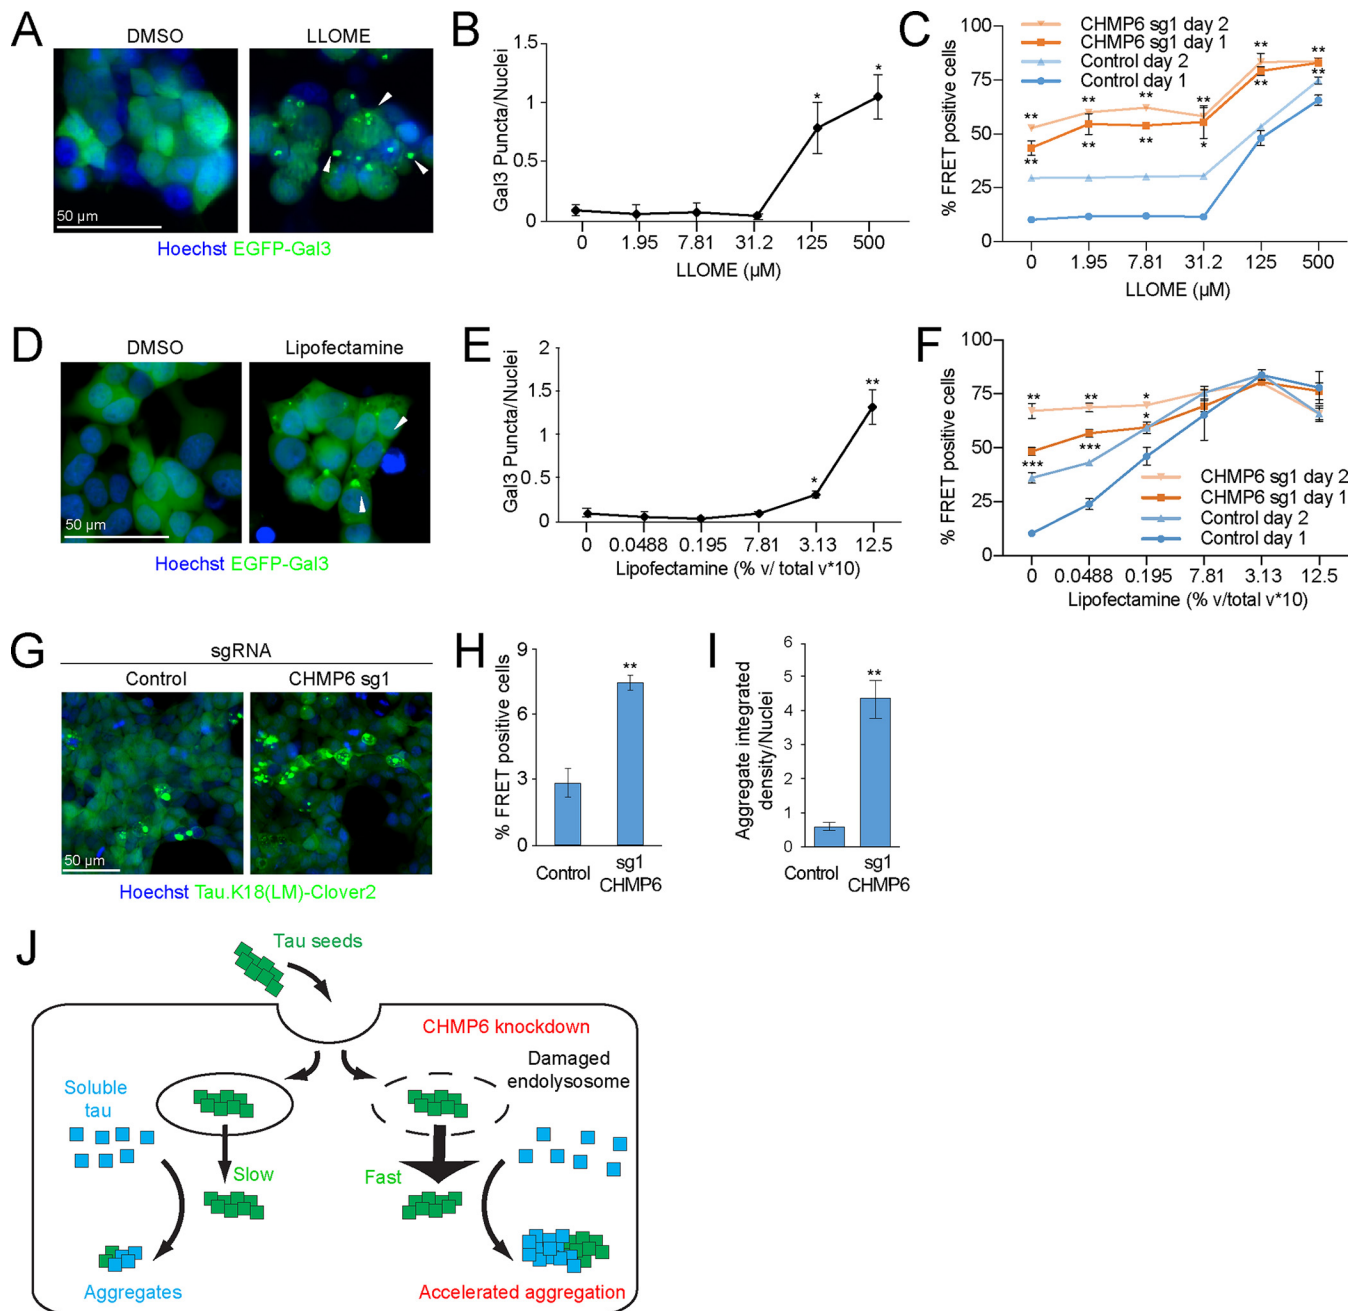 A
DMSO
LLOME
50 µm
Hoechst EGFP-Gal3
B
Gal3 Puncta/Nuclei
1.5
1
0.5
0
*
*
0 1.95 7.81 31.2 125 500
LLOME (µM)
C
% FRET positive cells
100
75
50
25
0
CHMP6 sg1 day 2
CHMP6 sg1 day 1
Control day 2
Control day 1
** ** ** ** ** **
** ** ** * ** **
0 1.95 7.81 31.2 125 500
LLOME (µM)
D
DMSO
Lipofectamine
50 µm
Hoechst EGFP-Gal3
E
Gal3 Puncta/Nuclei
2
1.5
1
0.5
0
*
**
0 0.0488 0.195 7.81 3.13 12.5
Lipofectamine (% v/ total v*10)
F
% FRET positive cells
100
75
50
25
0
** ** *
*** *** *
CHMP6 sg1 day 2
CHMP6 sg1 day 1
Control day 2
Control day 1
0 0.0488 0.195 7.81 3.13 12.5
Lipofectamine (% v/total v*10)
G
sgRNA
Control
CHMP6 sg1
50 µm
Hoechst Tau.K18(LM)-Clover2
H
% FRET positive cells
9
6
3
0
**
Control
sg1
CHMP6
I
Aggregate integrated
density/Nuclei
6
5
4
3
2
1
0
**
Control
sg1
CHMP6
J
Tau seeds
CHMP6 knockdown
Damaged
endolysosome
Soluble
tau
Slow
Fast
Aggregates
Accelerated aggregation